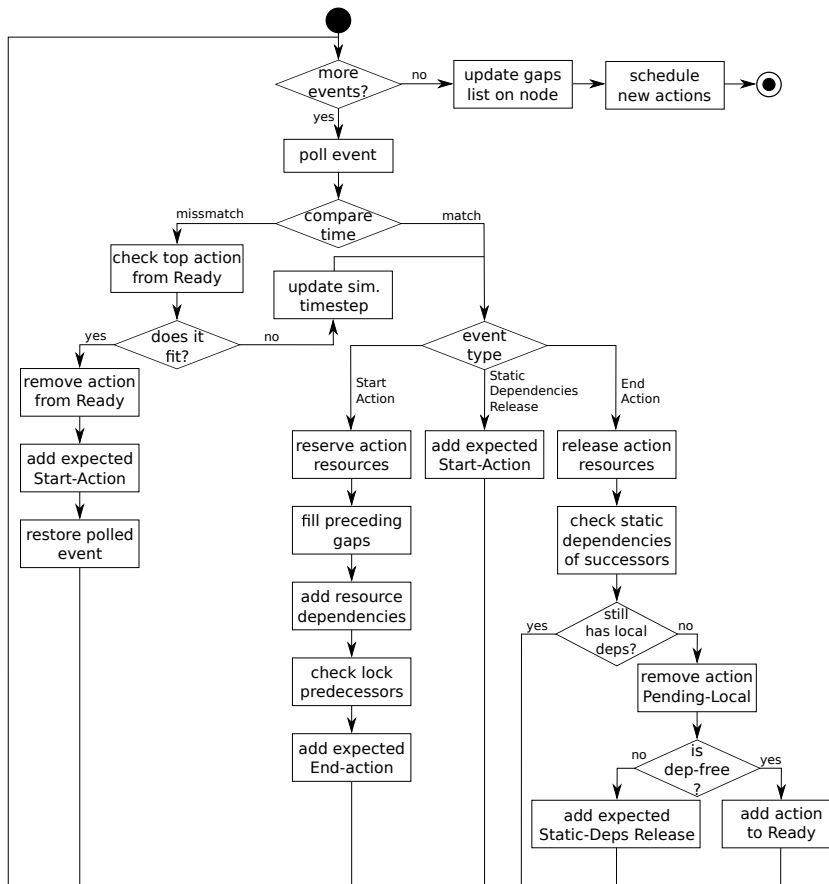 more
events?
no
update gaps
list on node
schedule
new actions
yes
poll event
missmatch
compare
time
match
check top action
from Ready
update sim.
timestep
does it
fit?
yes
no
event
type
remove action
from Ready
Start
Action
Static
Dependencies
Release
End
Action
add expected
Start-Action
reserve action
resources
add expected
Start-Action
release action
resources
restore polled
event
fill preceding
gaps
check static
dependencies
of successors
add resource
dependencies
yes
still
has local
deps?
no
check lock
predecessors
remove action
Pending-Local
add expected
End-action
no
is
dep-free
?
yes
add expected
Static-Deps Release
add action
to Ready